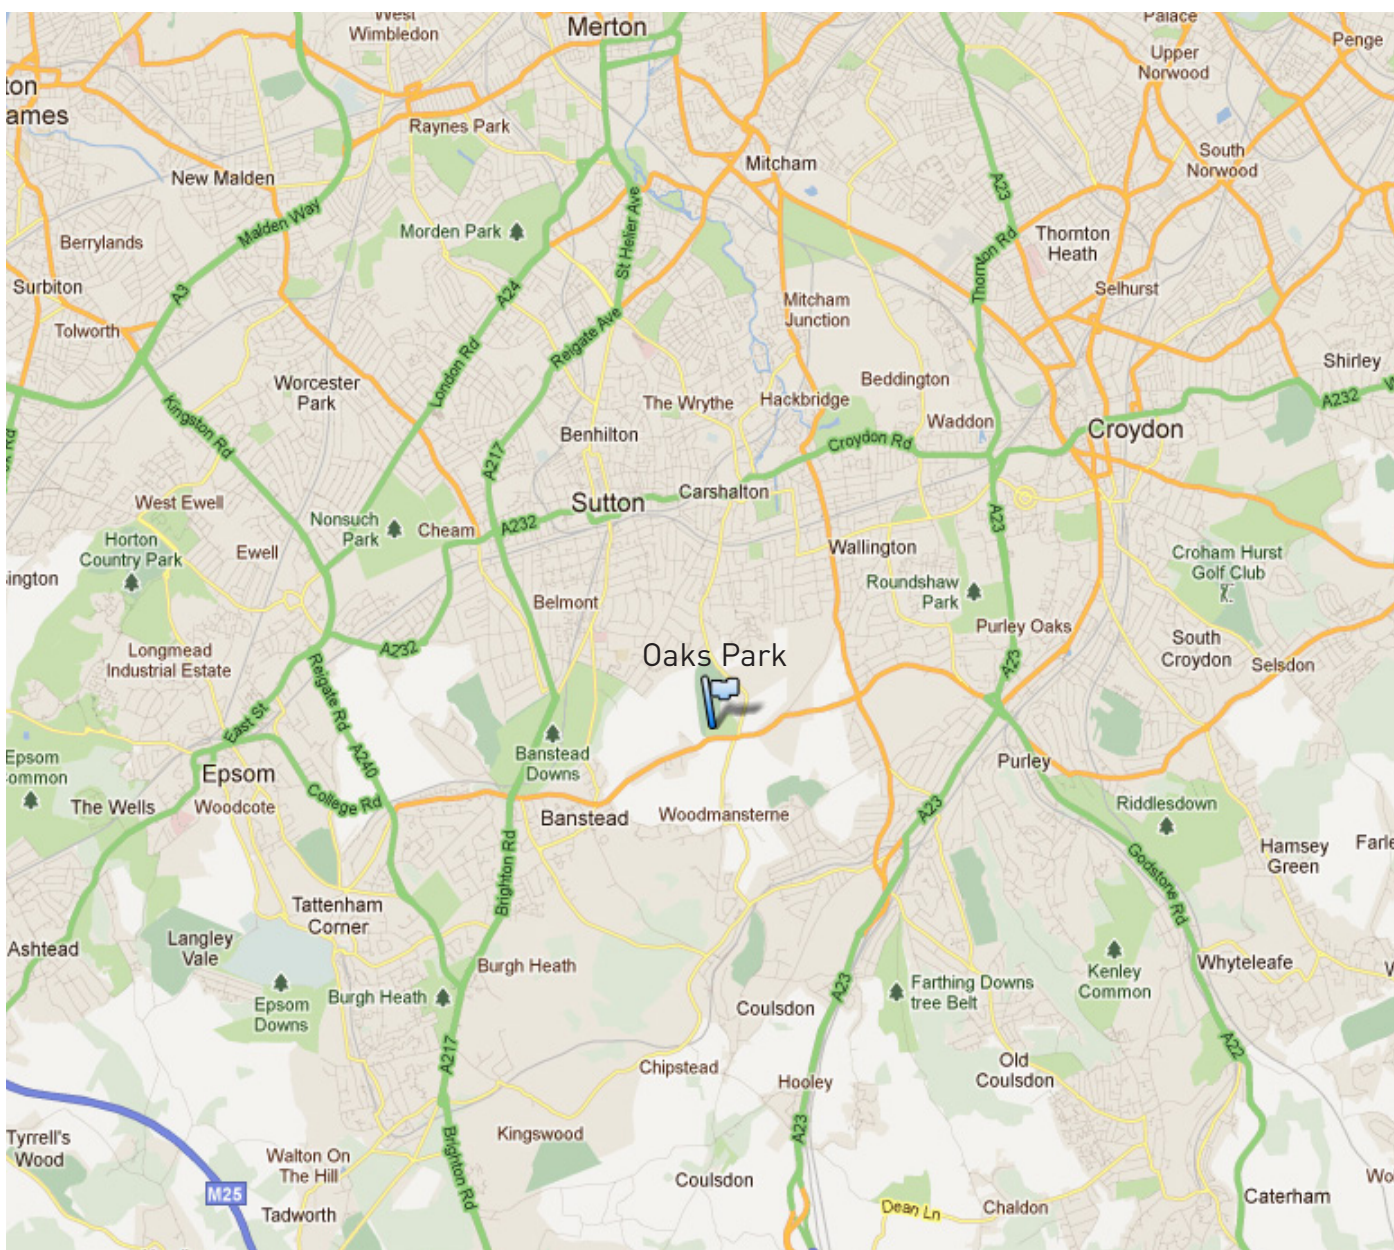 West
Wimbledon
Merton
Palace
Penge
Upper
Norwood
ton
ames
Raynes Park
Mitcham
South
Norwood
New Malden
A23
St Helier Ave
Malden Way
Morden Park
Berrylands
Thornton
Heath
Thornton Rd
Surbiton
A3
A24
Selhurst
Mitcham
Junction
Tolworth
Reigate Ave
London Rd
Shirley
Worcester
Park
Beddington
The Wrythe
Hackbridge
A232
W
Kingston Rd
Waddon
Croydon
Benhilton
Croydon Rd
A217
Sutton
Carshalton
West Ewell
Nonsuch
Park
Cheam
A232
A23
Horton
Country Park
Ewell
Wallington
Croham Hurst
Golf Club
sington
Roundshaw
Park
Belmont
Purley Oaks
South
Croydon
Selsdon
Longmead
Industrial Estate
A232
Oaks Park
A23
Reigate Rd
East St
A240
Epsom
Common
Banstead
Downs
Purley
Epsom
The Wells
Woodcote
College Rd
Banstead
Woodmansterne
A23
Riddlesdown
Hamsey
Green
Farle
Brighton Rd
Godstone Rd
Tattenham
Corner
Ashtead
Langley
Vale
Burgh Heath
Whyteleafe
Kenley
Common
Farthing Downs
tree Belt
A23
Burgh Heath
Epsom
Downs
Coulsdon
A217
A22
Chipstead
Hooley
Old
Coulsdon
A23
Kingswood
Tyrrell's
Wood
Walton On
The Hill
Brighton Rd
Coulsdon
M25
Wo
Caterham
Tadworth
Dean Ln
Chaldon